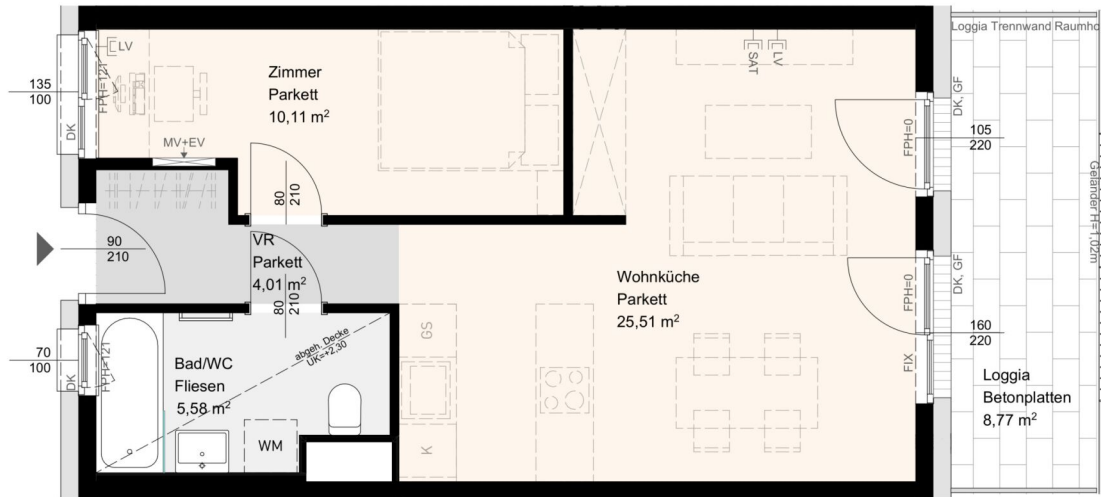 Zimmer
Parkett
10,11 m²
LV
FPH=121
135
100
DK
MV+EV
80
210
90
210
VR
Parkett
4,01 m²
80
210
70
100
DK
FPH=121
Bad/WC
Fliesen
5,58 m²
abgeh. Decke
UK=+2,30
WM
GS
K
SAT
LV
Wohnküche
Parkett
25,51 m²
FPH=0
DK, GF
105
220
FPH=0
DK, GF
FIX
160
220
Loggia Trennwand Raumho
Geländer H=1,02m
Loggia
Betonplatten
8,77 m²